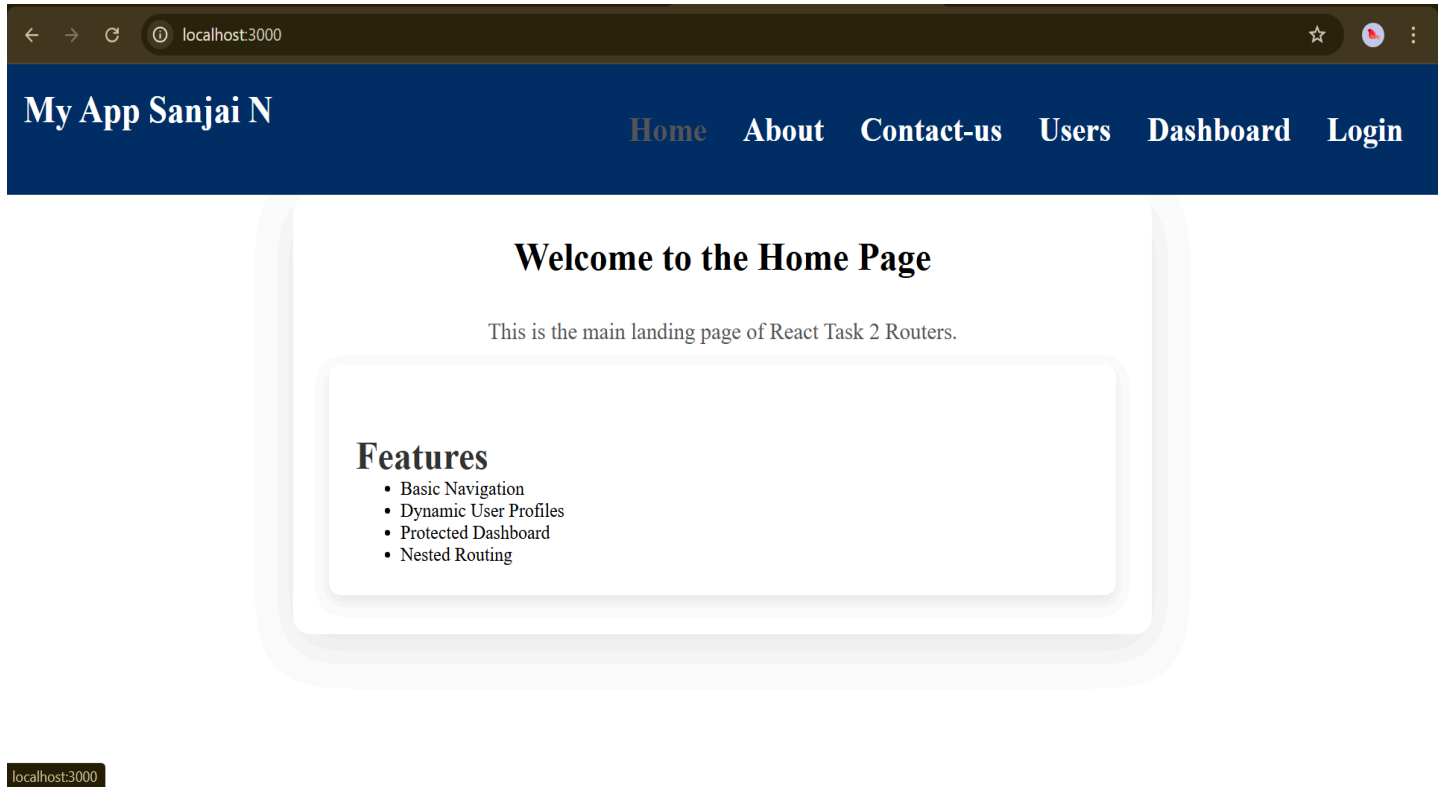 localhost:3000
My App Sanjai N
Home About Contact-us Users Dashboard Login
Welcome to the Home Page
This is the main landing page of React Task 2 Routers.
Features
• Basic Navigation
• Dynamic User Profiles
• Protected Dashboard
• Nested Routing
localhost:3000